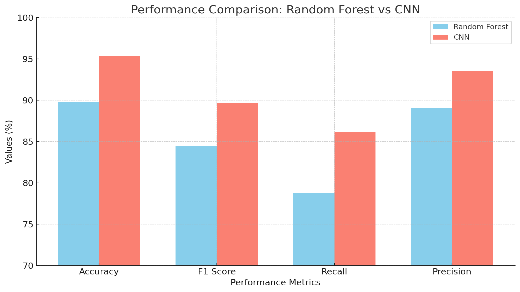 Performance Comparison: Random Forest vs CNN
Random Forest
CNN
100
95
90
85
80
75
70
Values (%)
Accuracy
F1 Score
Recall
Precision
Performance Metrics